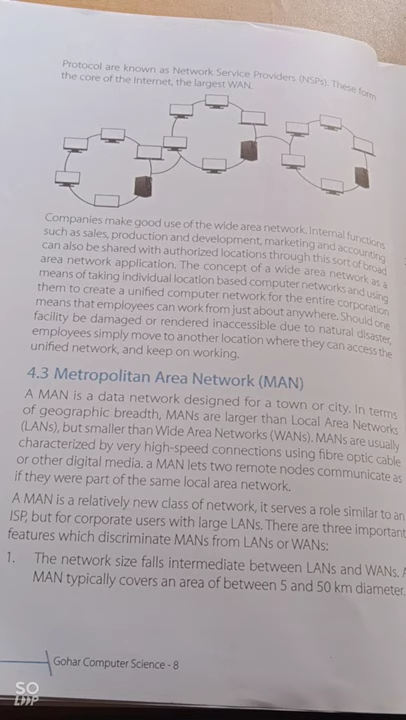 Protocol are known as Network Service Providers (NSPs). These form
the core of the Internet, the largest WAN.
Companies make good use of the wide area network. Internal functions
such as sales, production and development, marketing and accounting
can also be shared with authorized locations through this sort of broad
area network application. The concept of a wide area network as a
means of taking individual location based computer networks and using
them to create a unified computer network for the entire corporation
means that employees can work from just about anywhere. Should one
facility be damaged or rendered inaccessible due to natural disaster,
employees simply move to another location where they can access the
unified network, and keep on working.
4.3 Metropolitan Area Network (MAN)
A MAN is a data network designed for a town or city. In terms
of geographic breadth, MANs are larger than Local Area Networks
(LANs), but smaller than Wide Area Networks (WANs). MANs are usually
characterized by very high-speed connections using fibre optic cable
or other digital media. a MAN lets two remote nodes communicate as
if they were part of the same local area network.
A MAN is a relatively new class of network, it serves a role similar to an
ISP, but for corporate users with large LANs. There are three important
features which discriminate MANs from LANs or WANs:
1. The network size falls intermediate between LANs and WANs. A
MAN typically covers an area of between 5 and 50 km diameter.
Gohar Computer Science - 8
SO
LOOP